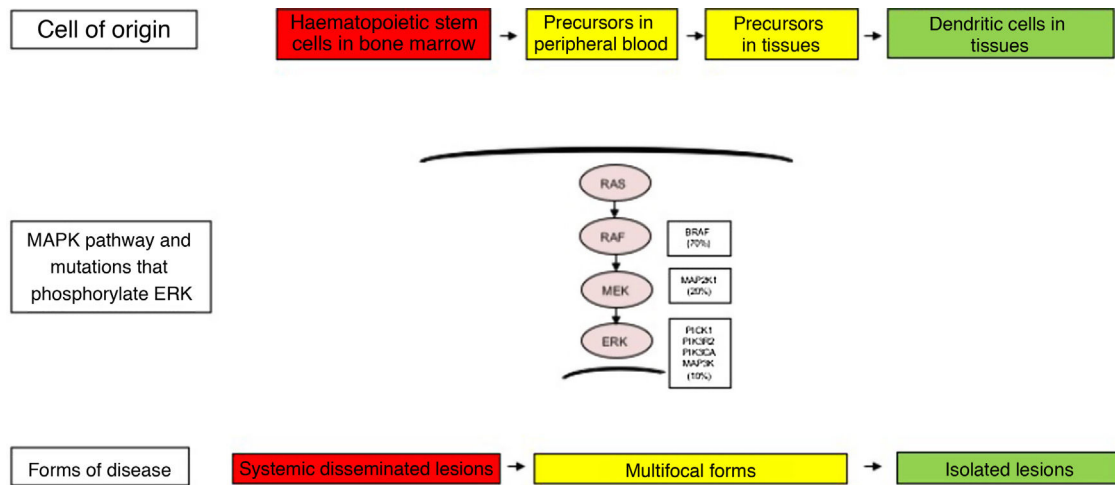 Cell of origin
Haematopoietic stem
cells in bone marrow
Precursors in
peripheral blood
Precursors
in tissues
Dendritic cells in
tissues
MAPK pathway and
mutations that
phosphorylate ERK
RAS
RAF
BRAF
(70%)
MEK
MAP2K1
(20%)
ERK
PICK1
PIK3R2
PIK3CA
MAP3K
(10%)
Forms of disease
Systemic disseminated lesions
Multifocal forms
Isolated lesions